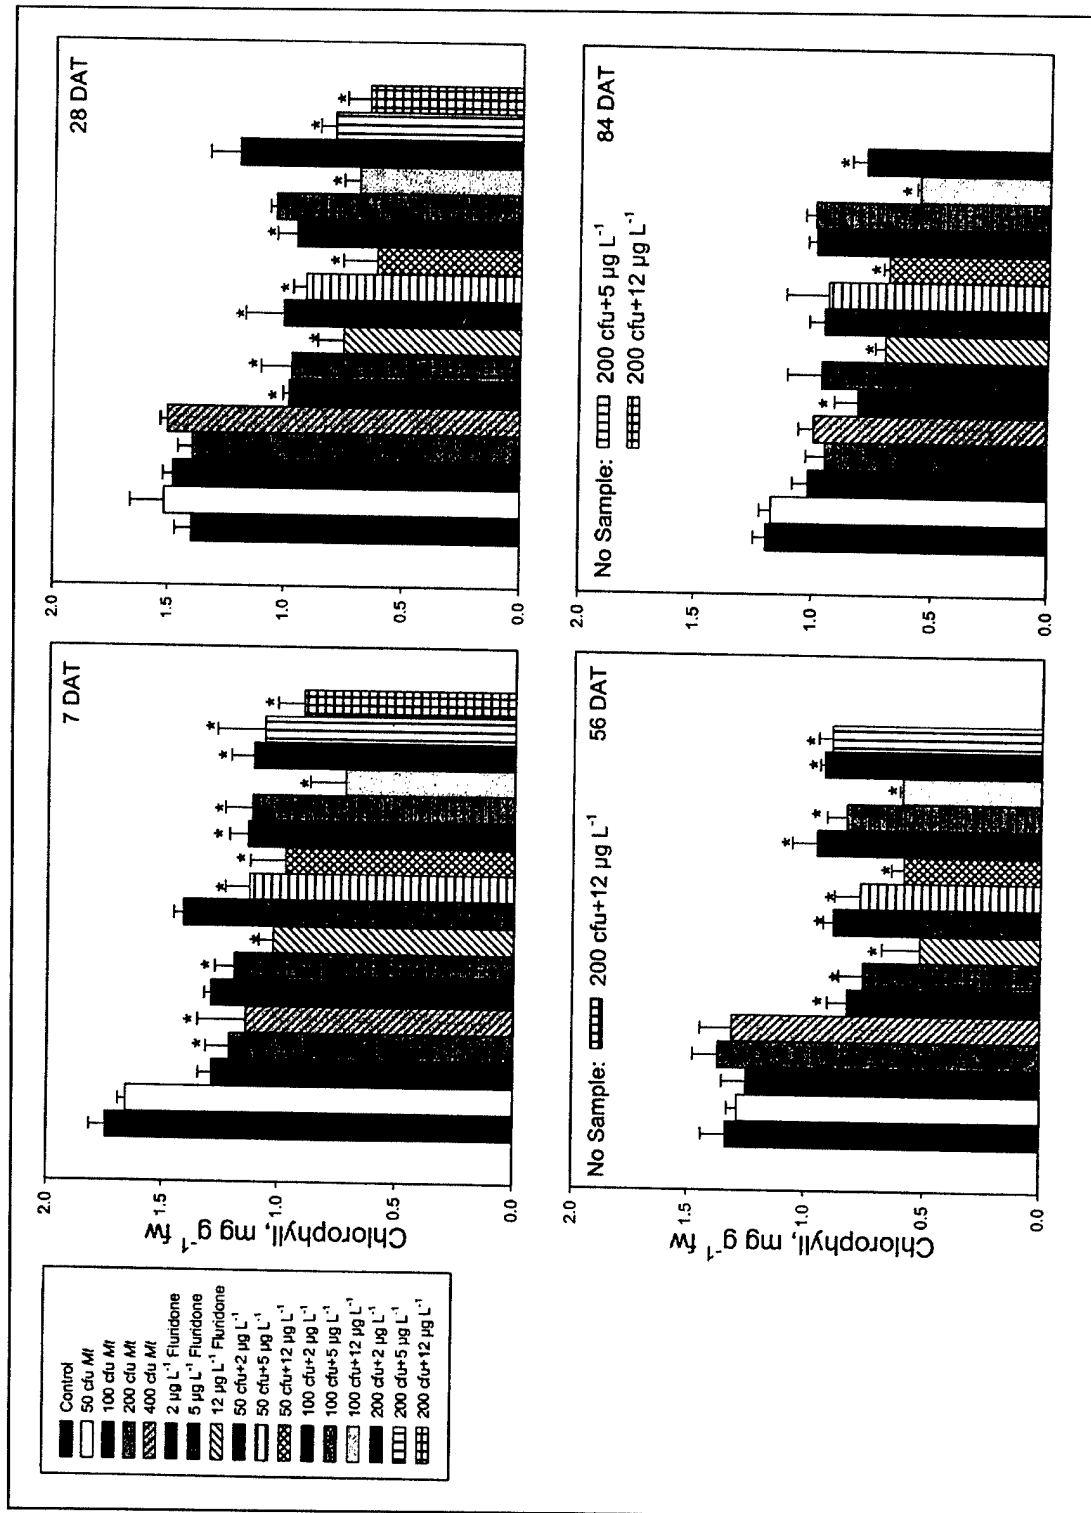 Control
50 cfu Mt
100 cfu Mt
200 cfu Mt
400 cfu Mt
2 µg L⁻¹ Fluridone
5 µg L⁻¹ Fluridone
12 µg L⁻¹ Fluridone
50 cfu+2 µg L⁻¹
50 cfu+5 µg L⁻¹
50 cfu+12 µg L⁻¹
100 cfu+2 µg L⁻¹
100 cfu+5 µg L⁻¹
100 cfu+12 µg L⁻¹
200 cfu+2 µg L⁻¹
200 cfu+5 µg L⁻¹
200 cfu+12 µg L⁻¹
7 DAT
Chlorophyll, mg g⁻¹ fw
2.0
1.5
1.0
0.5
0.0
* * * * * * * * * * * *
28 DAT
2.0
1.5
1.0
0.5
0.0
* * * * * * * * * *
56 DAT
No Sample: 200 cfu+12 µg L⁻¹
Chlorophyll, mg g⁻¹ fw
2.0
1.5
1.0
0.5
0.0
* * * * * * * * * * *
84 DAT
No Sample: 200 cfu+5 µg L⁻¹
200 cfu+12 µg L⁻¹
2.0
1.5
1.0
0.5
0.0
* * * * *